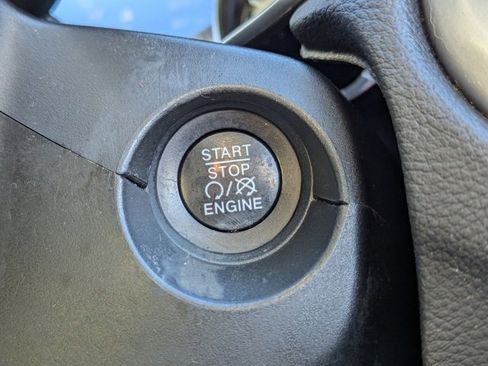 START
STOP
/
ENGINE